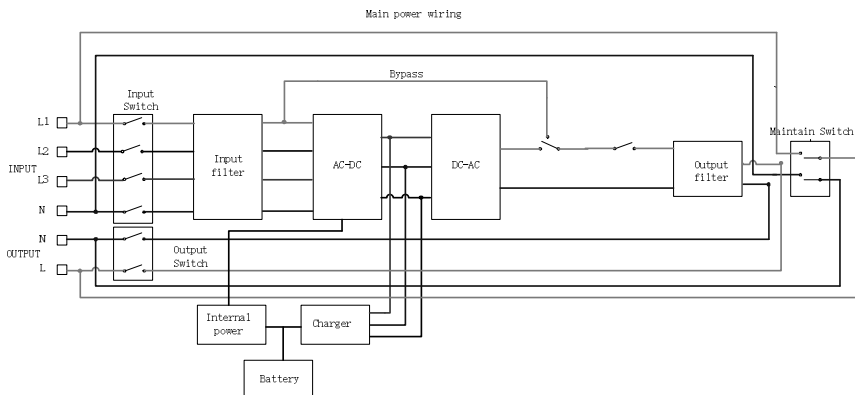 Main power wiring
Bypass
Input
Switch
L1
L2
INPUT
L3
N
Input
filter
AC-DC
DC-AC
Output
filter
Maintain Switch
N
OUTPUT
L
Output
Switch
Internal
power
Charger
Battery